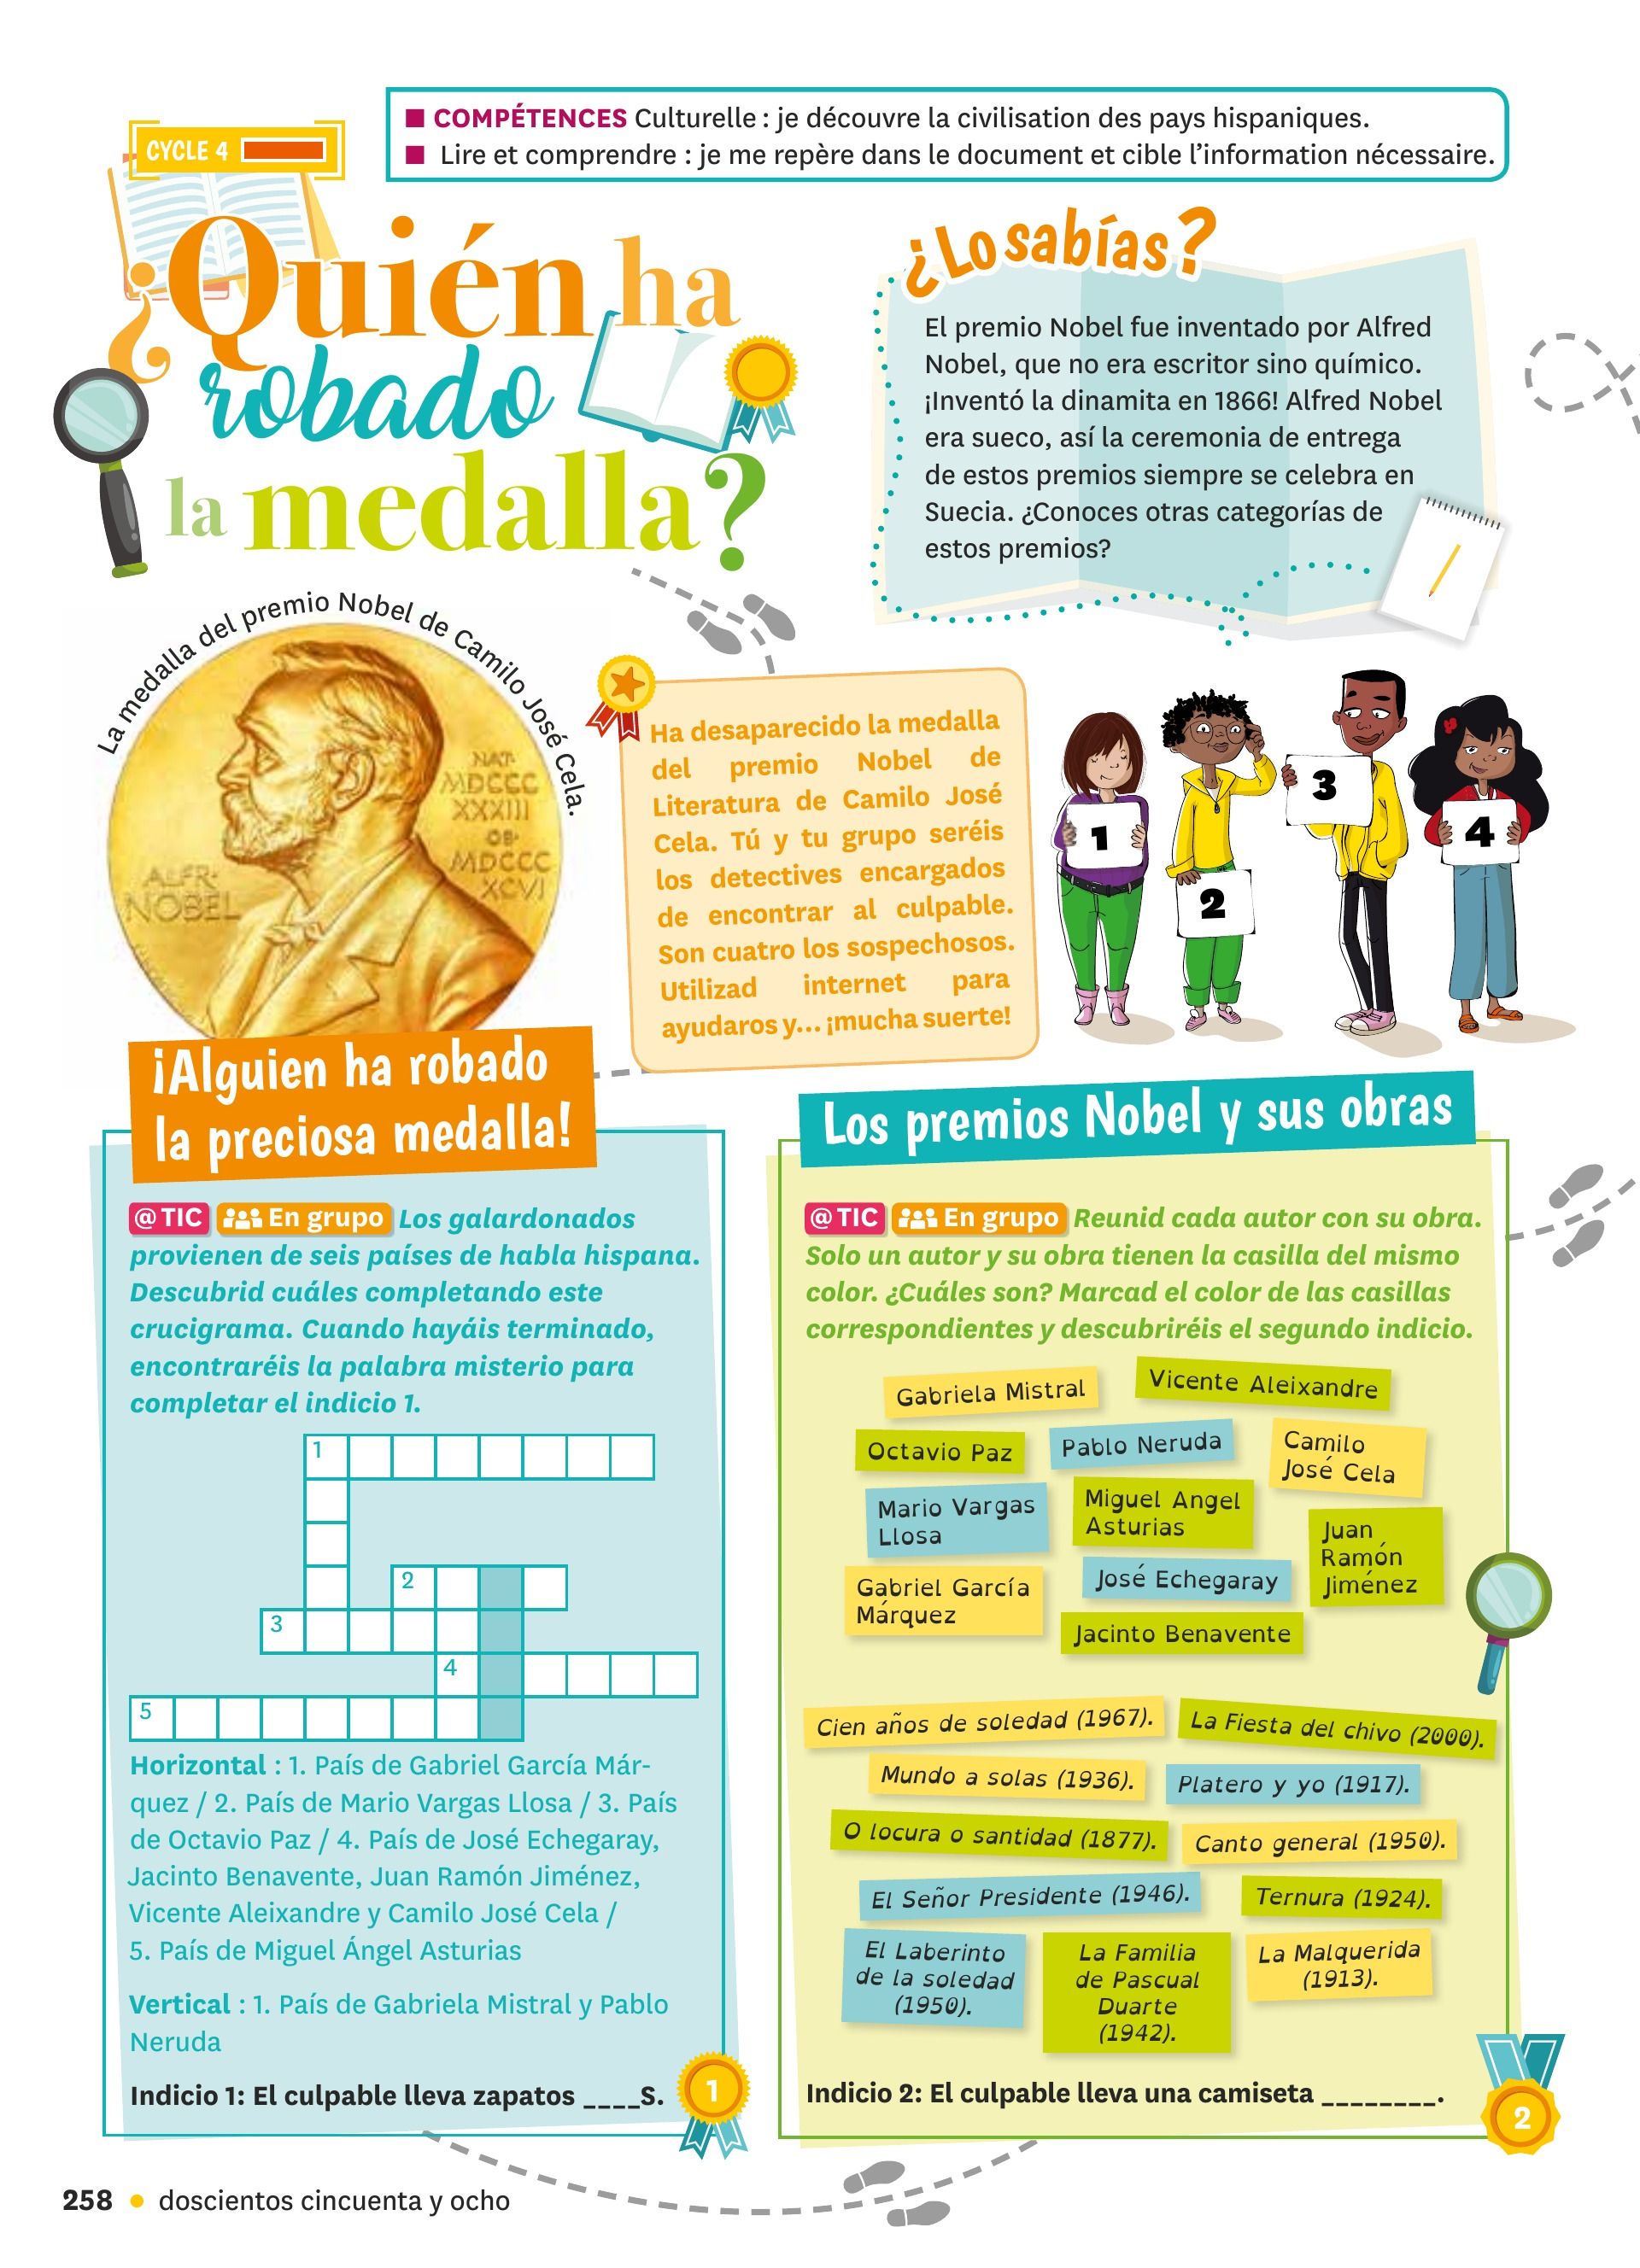 CYCLE 4
■ COMPÉTENCES Culturelle : je découvre la civilisation des pays hispaniques.
■ Lire et comprendre : je me repère dans le document et cible l'information nécessaire.
¿Quién ha
robado
la medalla?
¿Lo sabías?
El premio Nobel fue inventado por Alfred
Nobel, que no era escritor sino químico.
¡Inventó la dinamita en 1866! Alfred Nobel
era sueco, así la ceremonia de entrega
de estos premios siempre se celebra en
Suecia. ¿Conoces otras categorías de
estos premios?
La medalla del premio Nobel de Camilo José Cela.
ALFR·
NOBEL
NAT·
MDCCC
XXXIII
OB·
MDCCC
XCVI
Ha desaparecido la medalla
del premio Nobel de
Literatura de Camilo José
Cela. Tú y tu grupo seréis
los detectives encargados
de encontrar al culpable.
Son cuatro los sospechosos.
Utilizad internet para
ayudaros y... ¡mucha suerte!
1
2
3
4
¡Alguien ha robado
la preciosa medalla!
@TIC En grupo Los galardonados
provienen de seis países de habla hispana.
Descubrid cuáles completando este
crucigrama. Cuando hayáis terminado,
encontraréis la palabra misterio para
completar el indicio 1.
1
2
3
4
5
Horizontal : 1. País de Gabriel García Már-
quez / 2. País de Mario Vargas Llosa / 3. País
de Octavio Paz / 4. País de José Echegaray,
Jacinto Benavente, Juan Ramón Jiménez,
Vicente Aleixandre y Camilo José Cela /
5. País de Miguel Ángel Asturias
Vertical : 1. País de Gabriela Mistral y Pablo
Neruda
Indicio 1: El culpable lleva zapatos ____S.
1
Los premios Nobel y sus obras
@TIC En grupo Reunid cada autor con su obra.
Solo un autor y su obra tienen la casilla del mismo
color. ¿Cuáles son? Marcad el color de las casillas
correspondientes y descubriréis el segundo indicio.
Gabriela Mistral
Vicente Aleixandre
Octavio Paz
Pablo Neruda
Camilo
José Cela
Mario Vargas
Llosa
Miguel Angel
Asturias
Juan
Ramón
Jiménez
Gabriel García
Márquez
José Echegaray
Jacinto Benavente
Cien años de soledad (1967).
La Fiesta del chivo (2000).
Mundo a solas (1936).
Platero y yo (1917).
O locura o santidad (1877).
Canto general (1950).
El Señor Presidente (1946).
Ternura (1924).
El Laberinto
de la soledad
(1950).
La Familia
de Pascual
Duarte
(1942).
La Malquerida
(1913).
Indicio 2: El culpable lleva una camiseta ________.
2
258 • doscientos cincuenta y ocho